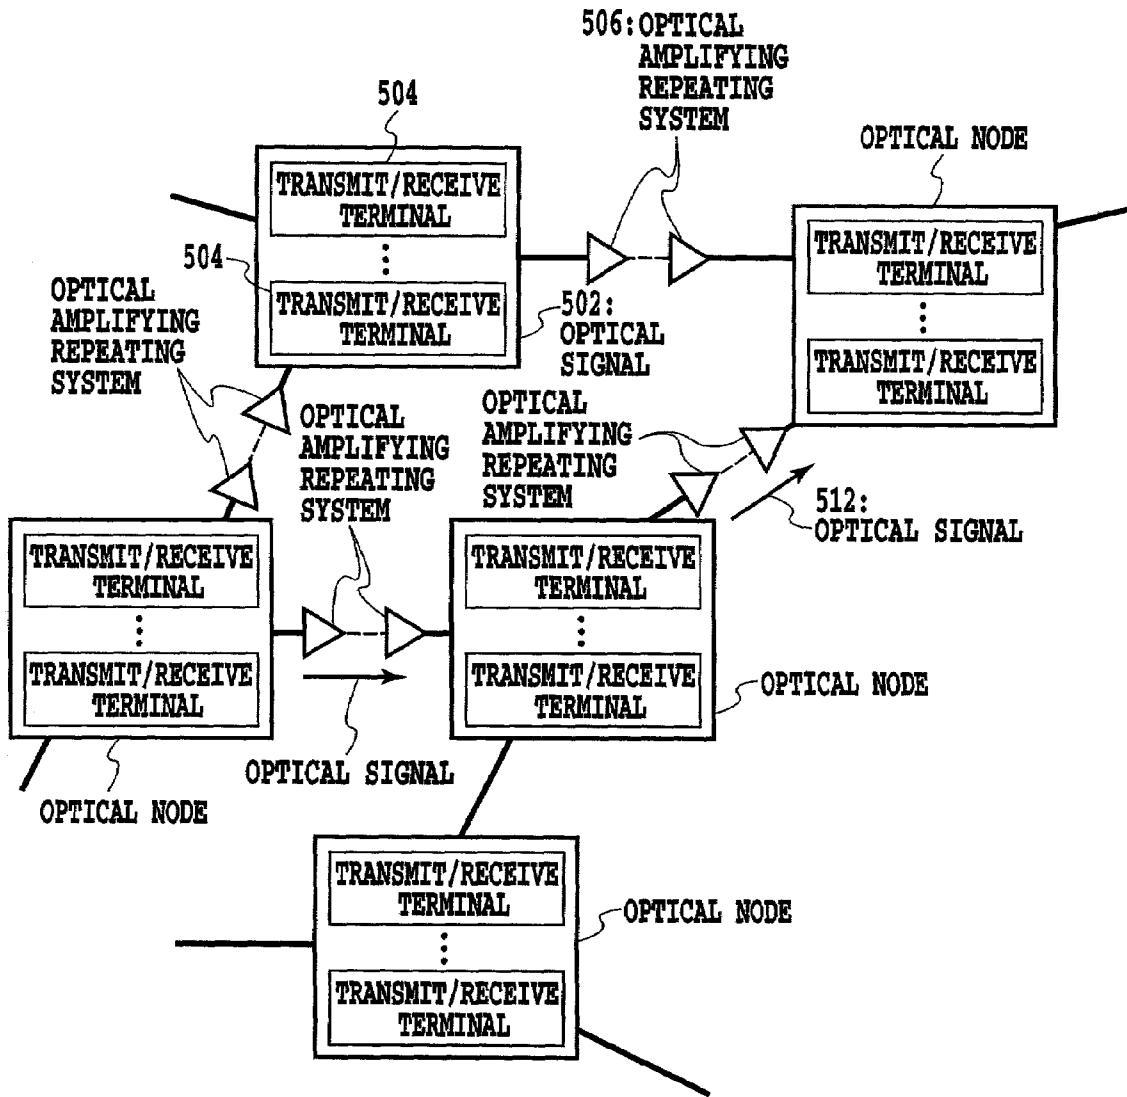 506:OPTICAL
AMPLIFYING
REPEATING
SYSTEM
504
OPTICAL NODE
TRANSMIT/RECEIVE
TERMINAL
504
TRANSMIT/RECEIVE
TERMINAL
502:
OPTICAL
SIGNAL
TRANSMIT/RECEIVE
TERMINAL
TRANSMIT/RECEIVE
TERMINAL
OPTICAL
AMPLIFYING
REPEATING
SYSTEM
OPTICAL
AMPLIFYING
REPEATING
SYSTEM
OPTICAL
AMPLIFYING
REPEATING
SYSTEM
512:
OPTICAL SIGNAL
TRANSMIT/RECEIVE
TERMINAL
TRANSMIT/RECEIVE
TERMINAL
TRANSMIT/RECEIVE
TERMINAL
TRANSMIT/RECEIVE
TERMINAL
OPTICAL NODE
OPTICAL SIGNAL
OPTICAL NODE
TRANSMIT/RECEIVE
TERMINAL
TRANSMIT/RECEIVE
TERMINAL
OPTICAL NODE